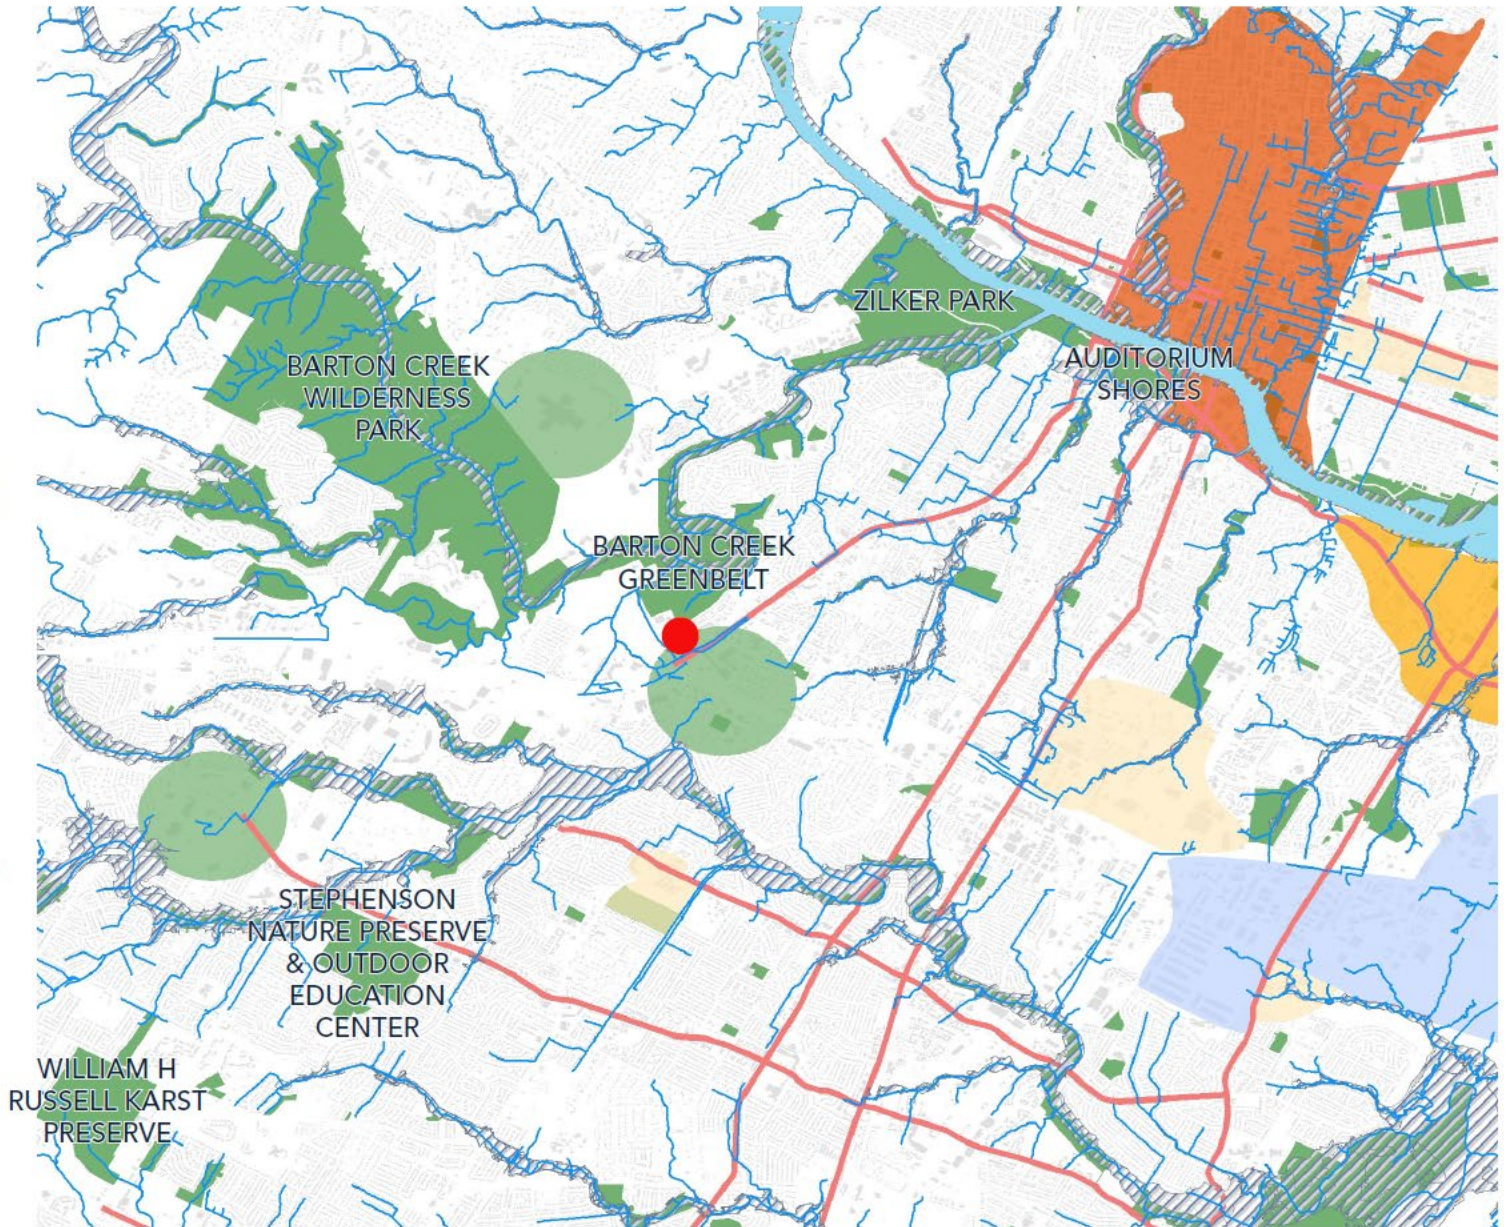 ZILKER PARK
AUDITORIUM
SHORES
BARTON CREEK
WILDERNESS
PARK
BARTON CREEK
GREENBELT
STEPHENSON
NATURE PRESERVE
& OUTDOOR
EDUCATION
CENTER
WILLIAM H
RUSSELL KARST
PRESERVE